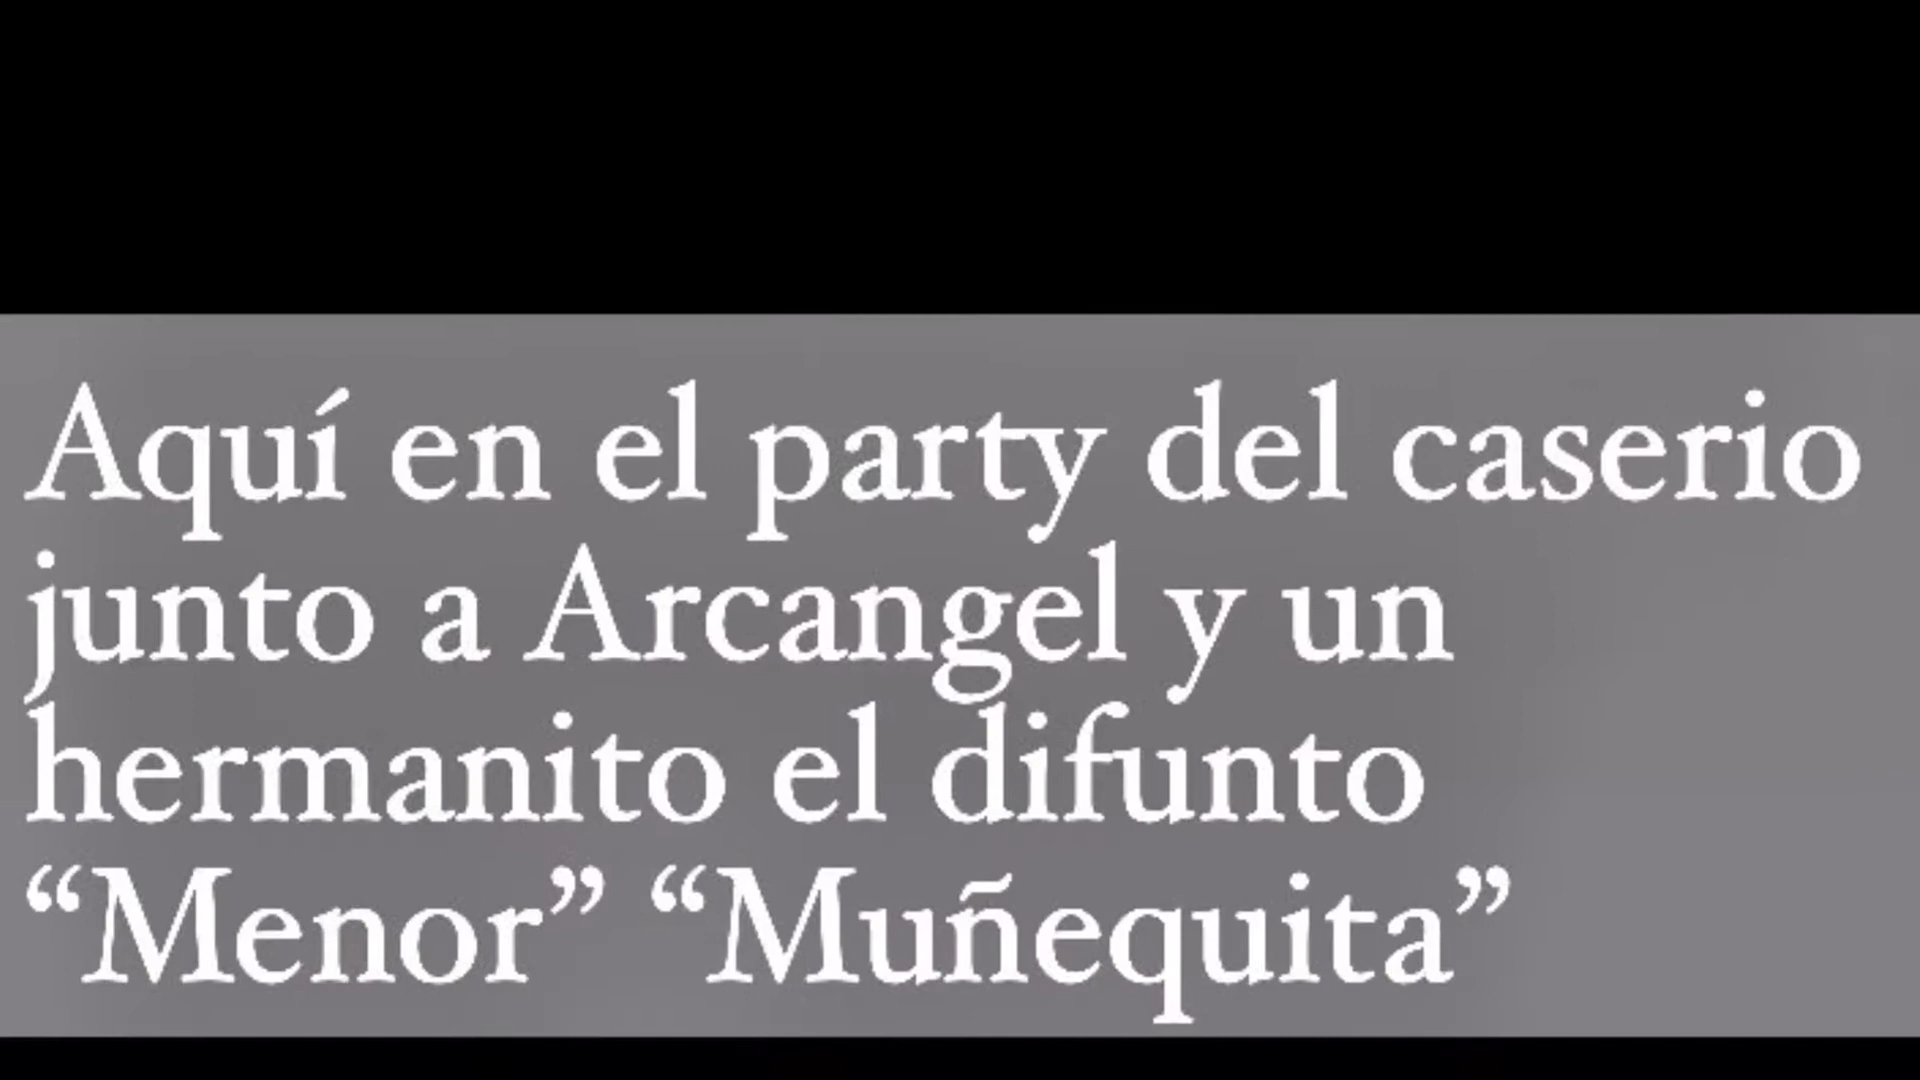 Aquí en el party del caserio
junto a Arcangel y un
hermanito el difunto
“Menor” “Muñequita”